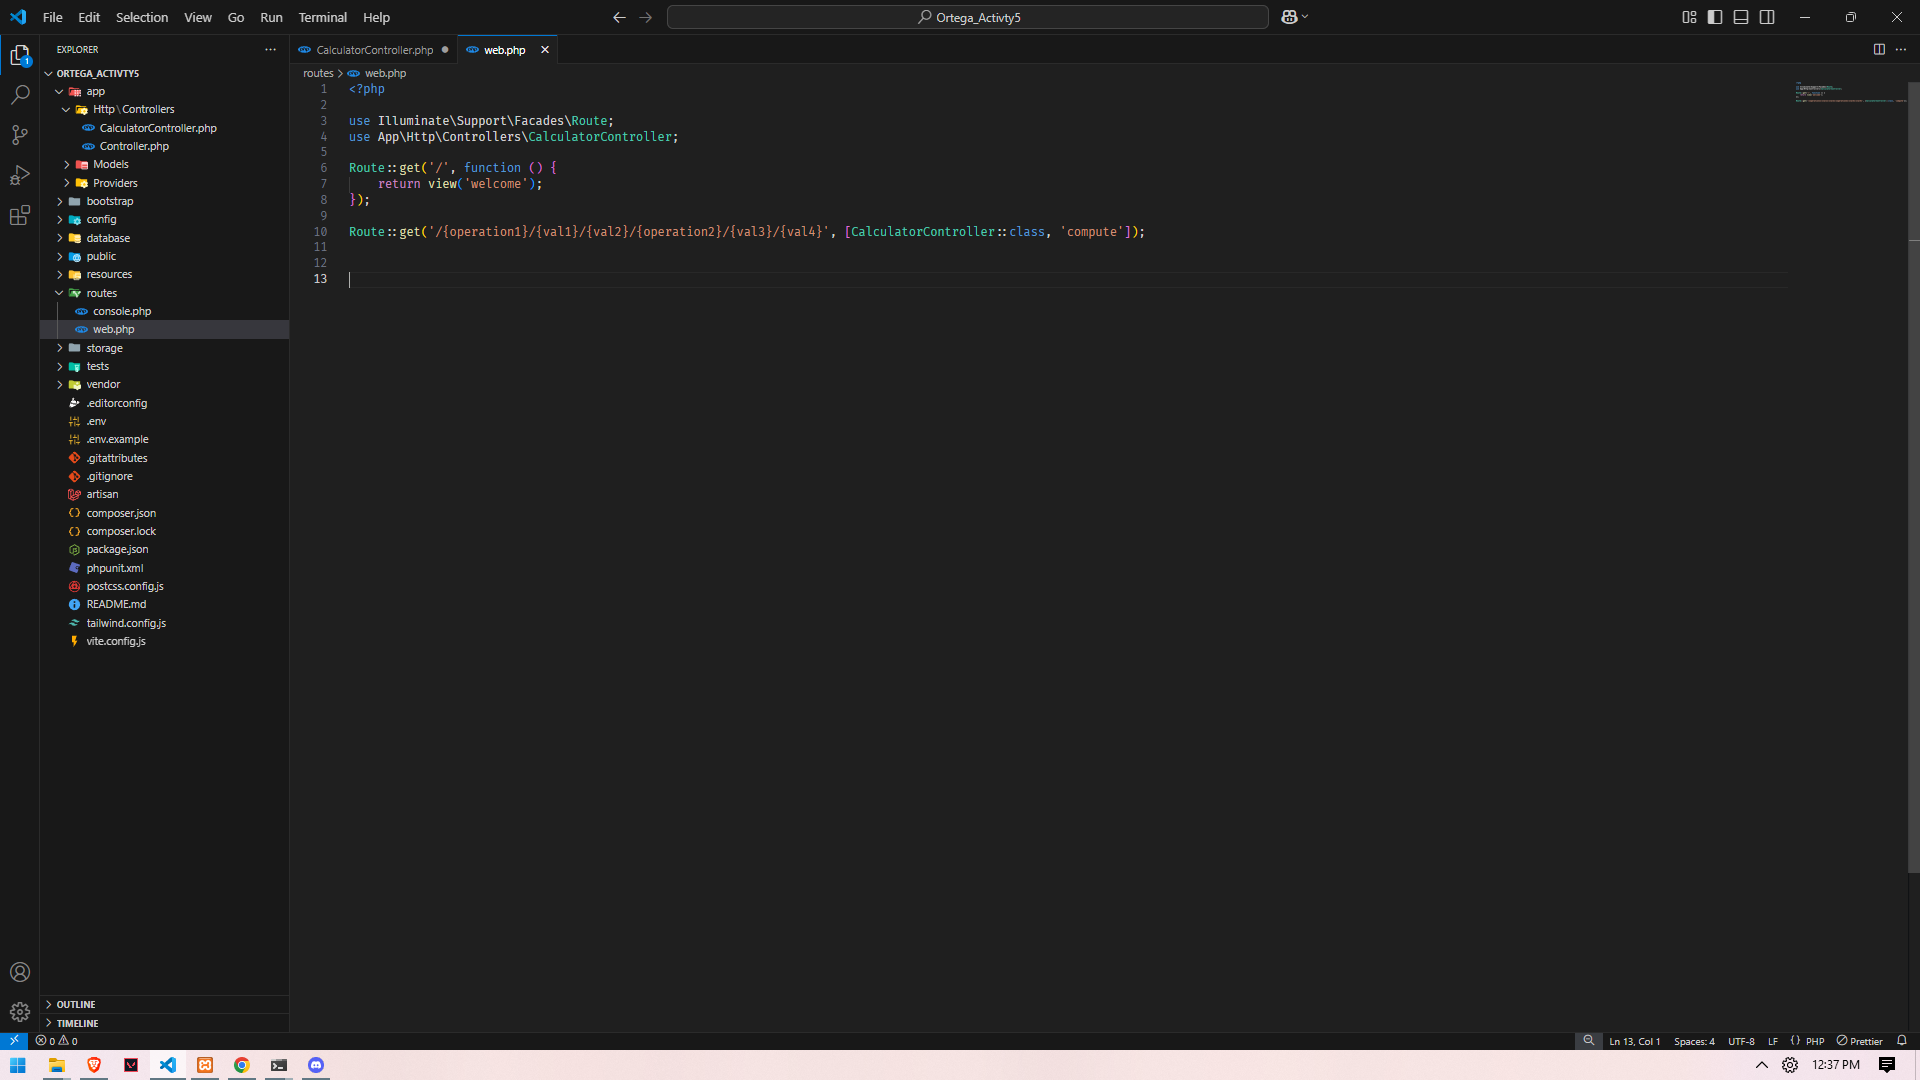 File Edit Selection View Go Run Terminal Help
Ortega_Activty5
EXPLORER
CalculatorController.php
web.php
ORTEGA_ACTIVTY5
app
Http\Controllers
CalculatorController.php
Controller.php
Models
Providers
bootstrap
config
database
public
resources
routes
console.php
web.php
storage
tests
vendor
.editorconfig
.env
.env.example
.gitattributes
.gitignore
artisan
composer.json
composer.lock
package.json
phpunit.xml
postcss.config.js
README.md
tailwind.config.js
vite.config.js
OUTLINE
TIMELINE
routes > web.php
1 <?php
2
3 use Illuminate\Support\Facades\Route;
4 use App\Http\Controllers\CalculatorController;
5
6 Route::get('/', function () {
7 return view('welcome');
8 });
9
10 Route::get('/{operation1}/{val1}/{val2}/{operation2}/{val3}/{val4}', [CalculatorController::class, 'compute']);
11
12
13
0 0
Ln 13, Col 1 Spaces: 4 UTF-8 LF {} PHP Prettier
12:37 PM